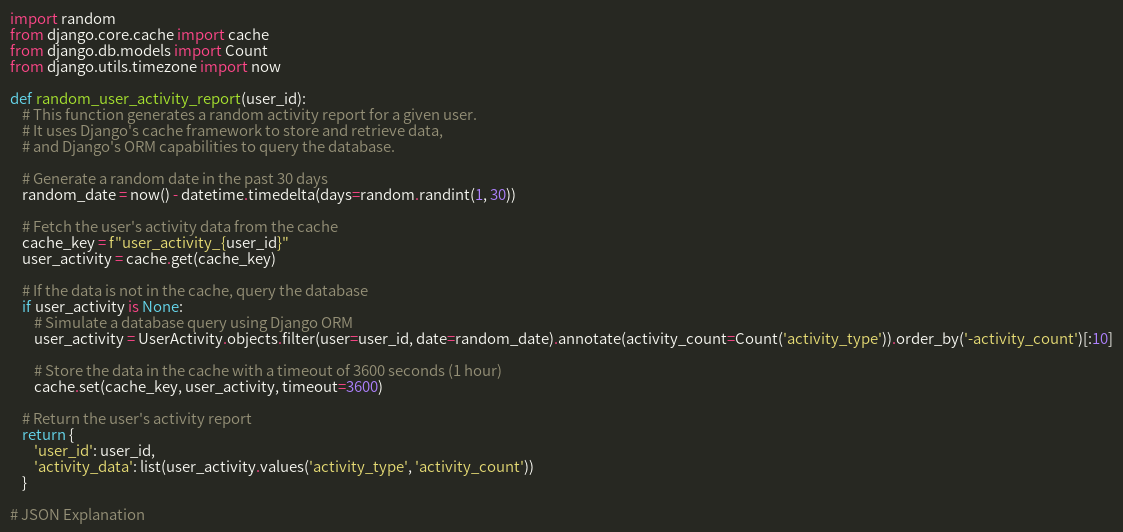 import random
from django.core.cache import cache
from django.db.models import Count
from django.utils.timezone import now

def random_user_activity_report(user_id):
    # This function generates a random activity report for a given user.
    # It uses Django's cache framework to store and retrieve data,
    # and Django's ORM capabilities to query the database.

    # Generate a random date in the past 30 days
    random_date = now() - datetime.timedelta(days=random.randint(1, 30))

    # Fetch the user's activity data from the cache
    cache_key = f"user_activity_{user_id}"
    user_activity = cache.get(cache_key)

    # If the data is not in the cache, query the database
    if user_activity is None:
        # Simulate a database query using Django ORM
        user_activity = UserActivity.objects.filter(user=user_id, date=random_date).annotate(activity_count=Count('activity_type')).order_by('-activity_count')[:10]

        # Store the data in the cache with a timeout of 3600 seconds (1 hour)
        cache.set(cache_key, user_activity, timeout=3600)

    # Return the user's activity report
    return {
        'user_id': user_id,
        'activity_data': list(user_activity.values('activity_type', 'activity_count'))
    }

# JSON Explanation